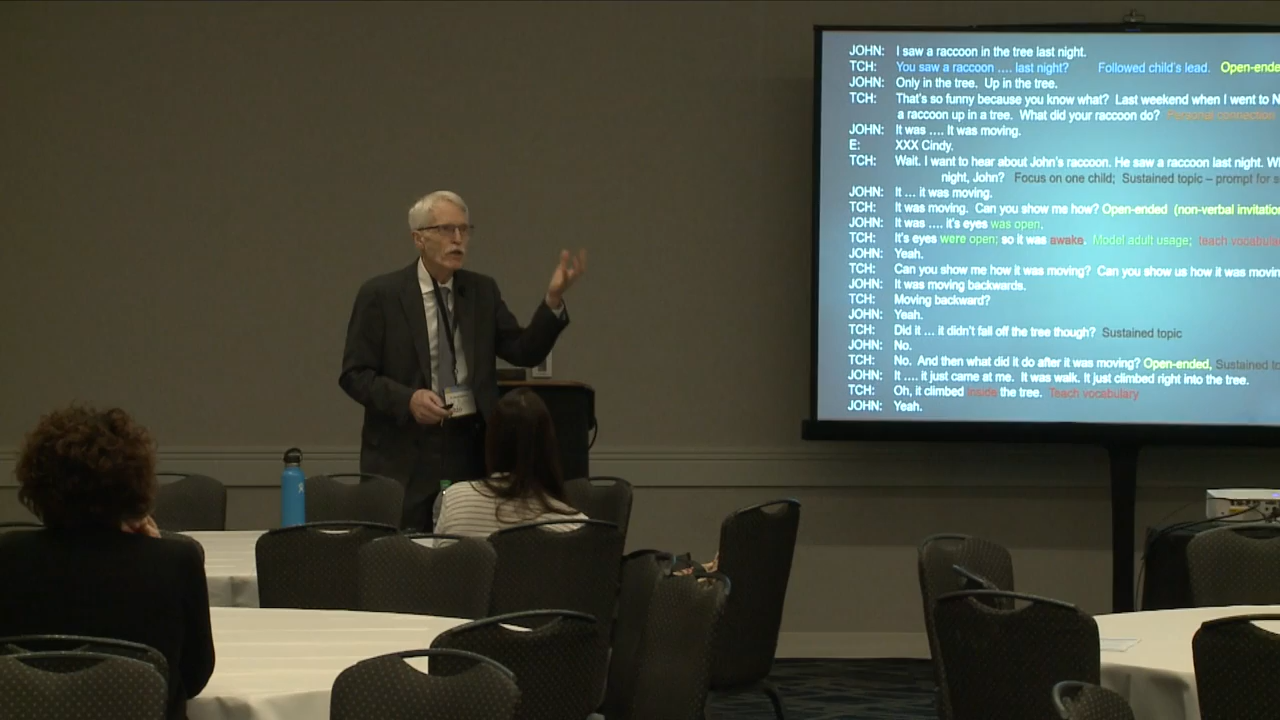 JOHN: I saw a raccoon in the tree last night.
TCH: You saw a raccoon .... last night? Followed child's lead. Open-ende
JOHN: Only in the tree. Up in the tree.
TCH: That's so funny because you know what? Last weekend when I went to N
a raccoon up in a tree. What did your raccoon do? Personal connection
JOHN: It was .... It was moving.
E: XXX Cindy.
TCH: Wait. I want to hear about John's raccoon. He saw a raccoon last night. W
night, John? Focus on one child; Sustained topic – prompt for s
JOHN: It ... it was moving.
TCH: It was moving. Can you show me how? Open-ended (non-verbal invitation
JOHN: It was .... it's eyes was open.
TCH: It's eyes were open; so it was awake. Model adult usage; teach vocabula
JOHN: Yeah.
TCH: Can you show me how it was moving? Can you show us how it was movin
JOHN: It was moving backwards.
TCH: Moving backward?
JOHN: Yeah.
TCH: Did it ... it didn't fall off the tree though? Sustained topic
JOHN: No.
TCH: No. And then what did it do after it was moving? Open-ended, Sustained to
JOHN: It .... it just came at me. It was walk. It just climbed right into the tree.
TCH: Oh, it climbed inside the tree. Teach vocabulary
JOHN: Yeah.